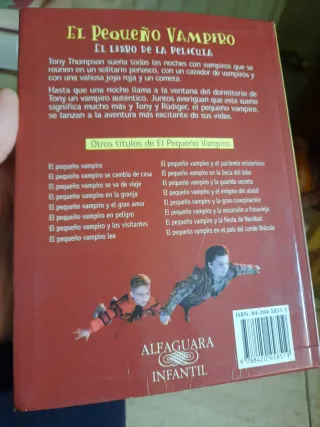 EL PEQUEÑO VAMPIRO
EL LIBRO DE LA PELÍCULA
Tony Thompson sueña todas las noches con vampiros que se
reunen en un solitario peñasco, con un cazador de vampiros y
con una valiosa joya roja y un cometa.
Hasta que una noche llama a la ventana del dormitorio de
Tony un vampiro auténtico. Juntos averiguan que este sueño
significa mucho más y Tony y Rüdiger, el pequeño vampiro,
se lanzan a la aventura más excitante de sus vidas.
Otros títulos de El Pequeño Vampiro
El pequeño vampiro
El pequeño vampiro se cambia de casa
El pequeño vampiro se va de viaje
El pequeño vampiro en la granja
El pequeño vampiro y el gran amor
El pequeño vampiro en peligro
El pequeño vampiro y los visitantes
El pequeño vampiro lee
El pequeño vampiro y el paciente misterioso
El pequeño vampiro en la boca del lobo
El pequeño vampiro y la guarida secreta
El pequeño vampiro y el enigma del ataúd
El pequeño vampiro y la gran conspiración
El pequeño vampiro y la excursión a
El pequeño vampiro y la fiesta de Navidad
El pequeño vampiro en el país del conde Drácula
ALFAGUARA
INFANTIL
ISBN: 84-204-5851-
9 788420 458519